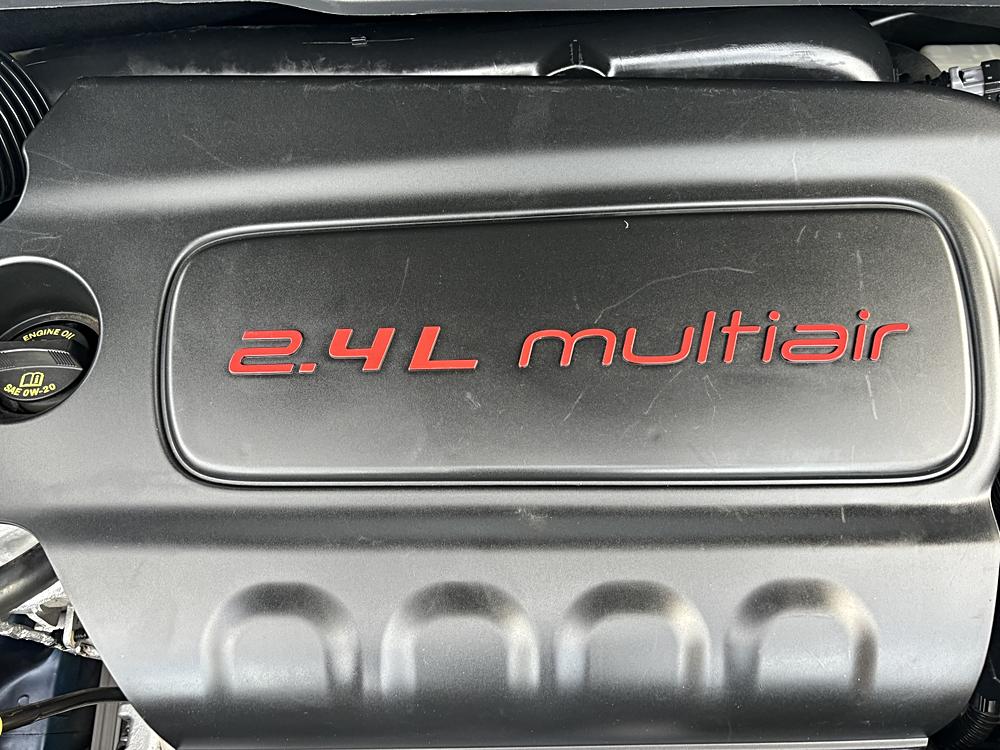 2.4L multiair
ENGINE OIL
SAE 0W-20